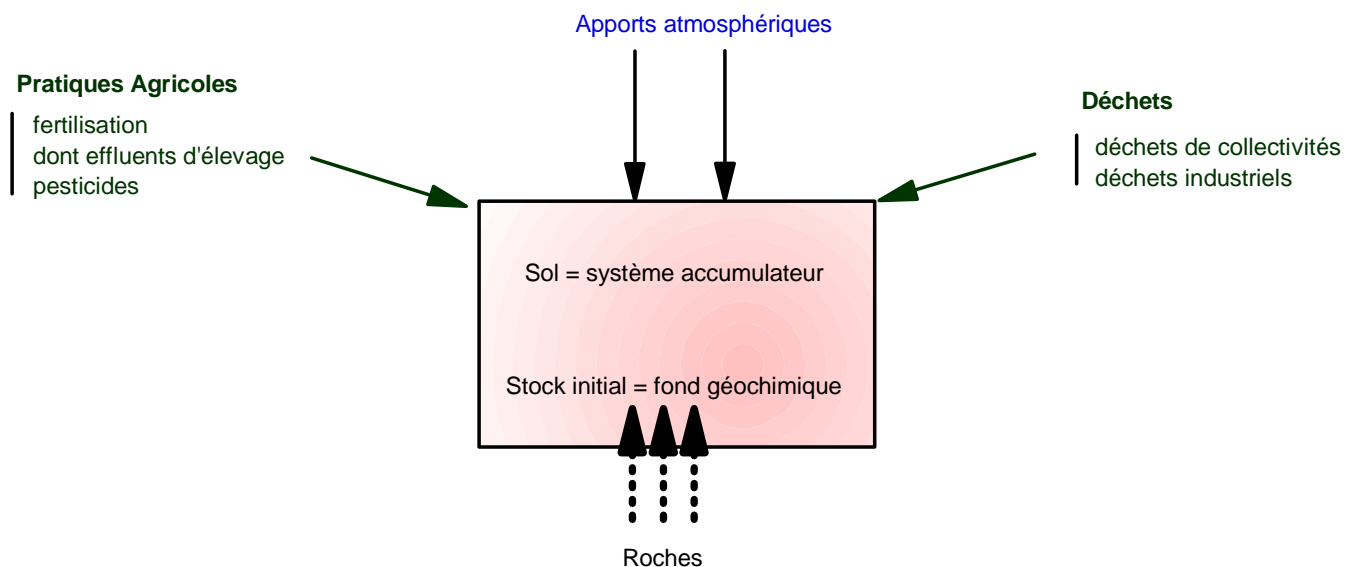 Apports atmosphériques
Pratiques Agricoles
fertilisation
dont effluents d'élevage
pesticides
Déchets
déchets de collectivités
déchets industriels
Sol = système accumulateur
Stock initial = fond géochimique
Roches